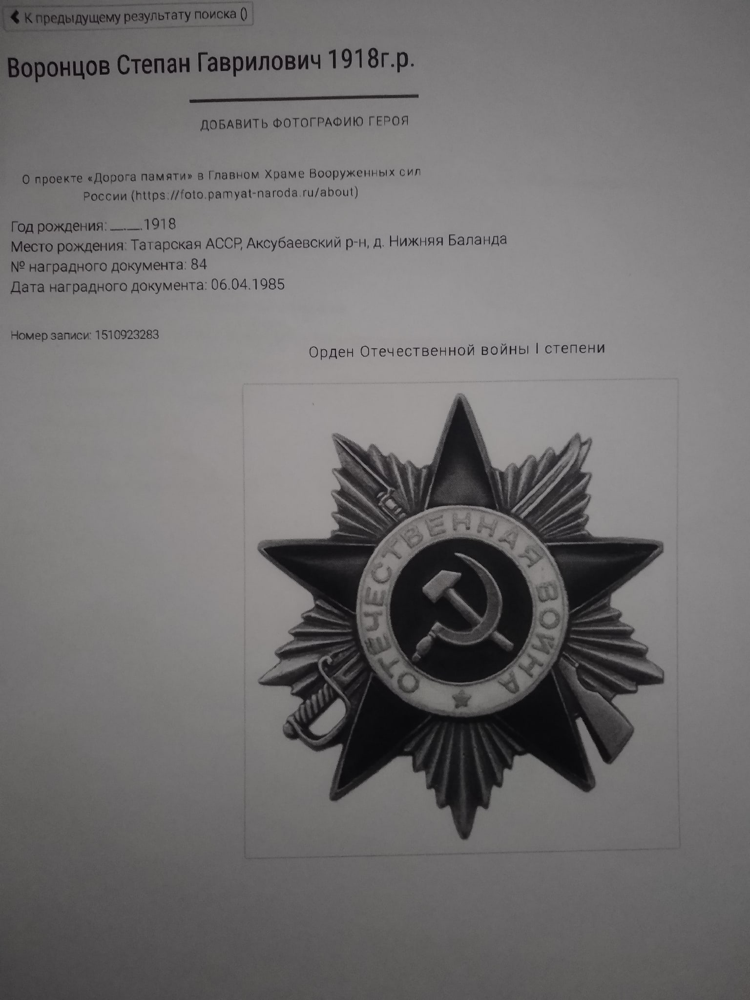 К предыдущему результату поиска ()
Воронцов Степан Гаврилович 1918г.р.
ДОБАВИТЬ ФОТОГРАФИЮ ГЕРОЯ
О проекте «Дорога памяти» в Главном Храме Вооруженных сил
России (https://foto.pamyat-naroda.ru/about)
Год рождения: __.__.1918
Место рождения: Татарская АССР, Аксубаевский р-н, д. Нижняя Баланда
№ наградного документа: 84
Дата наградного документа: 06.04.1985
Номер записи: 1510923283
Орден Отечественной войны I степени
ОТЕЧЕСТВЕННАЯ ВОЙНА